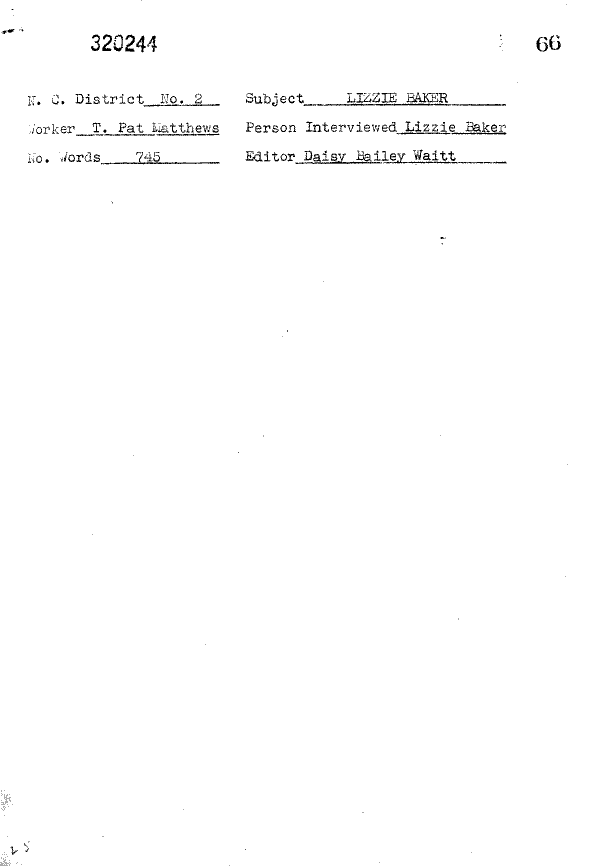 320244 66
N. C. District No. 2 Subject LIZZIE BAKER
Worker T. Pat Matthews Person Interviewed Lizzie Baker
No. Words 745 Editor Daisy Bailey Waitt